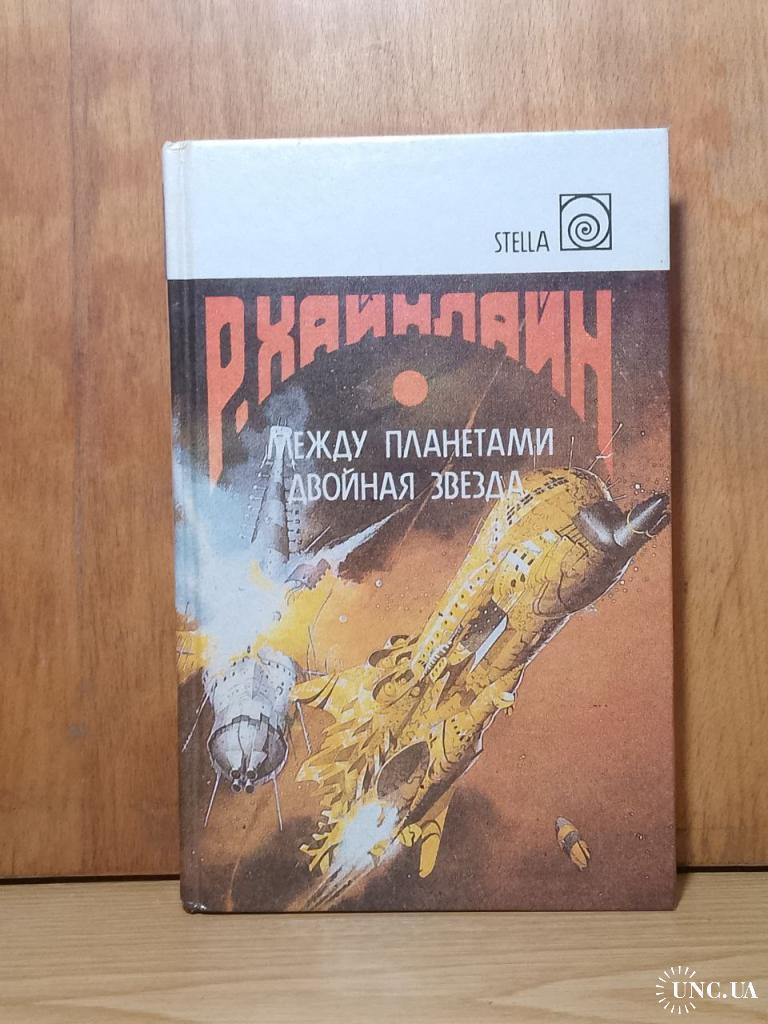 STELLA
Р. ХАЙНЛАЙН
МЕЖДУ ПЛАНЕТАМИ
ДВОЙНАЯ ЗВЕЗДА
UNC.UA